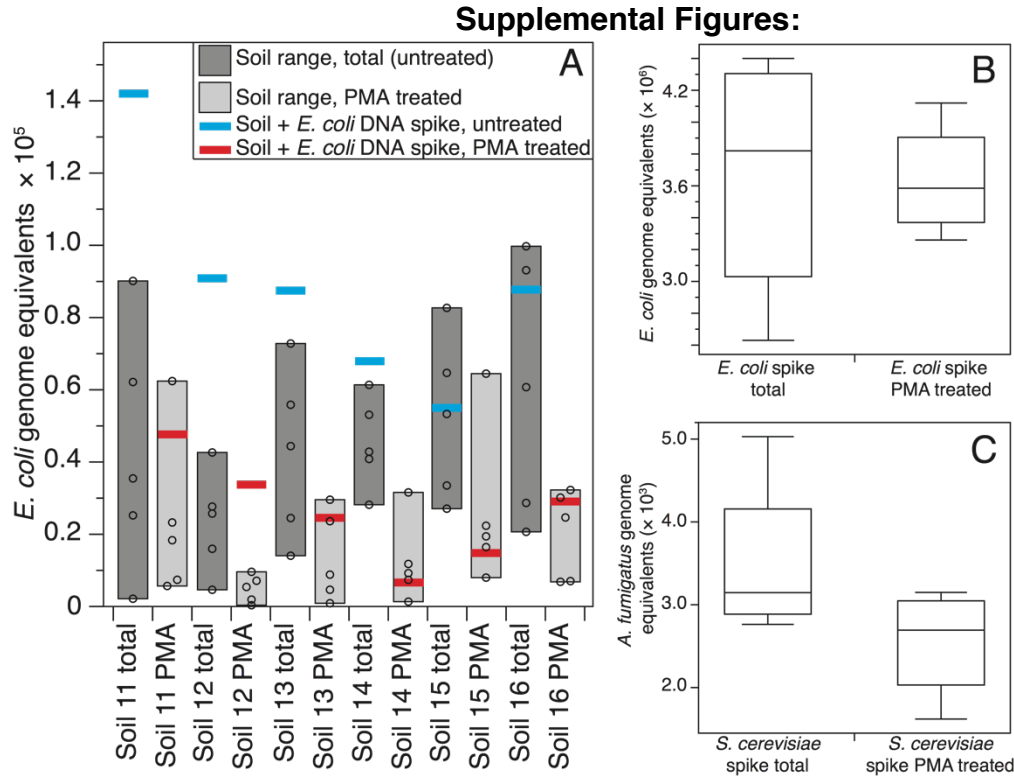 Supplemental Figures:
A
Soil range, total (untreated)
Soil range, PMA treated
Soil + E. coli DNA spike, untreated
Soil + E. coli DNA spike, PMA treated
E. coli genome equivalents × 10⁵
1.4
1.2
1.0
0.8
0.6
0.4
0.2
0
Soil 11 total
Soil 11 PMA
Soil 12 total
Soil 12 PMA
Soil 13 total
Soil 13 PMA
Soil 14 total
Soil 14 PMA
Soil 15 total
Soil 15 PMA
Soil 16 total
Soil 16 PMA
B
E. coli genome equivalents (× 10⁶)
4.2
3.6
3.0
E. coli spike
total
E. coli spike
PMA treated
C
A. fumigatus genome
equivalents (× 10³)
5.0
4.0
3.0
2.0
S. cerevisiae
spike total
S. cerevisiae
spike PMA treated